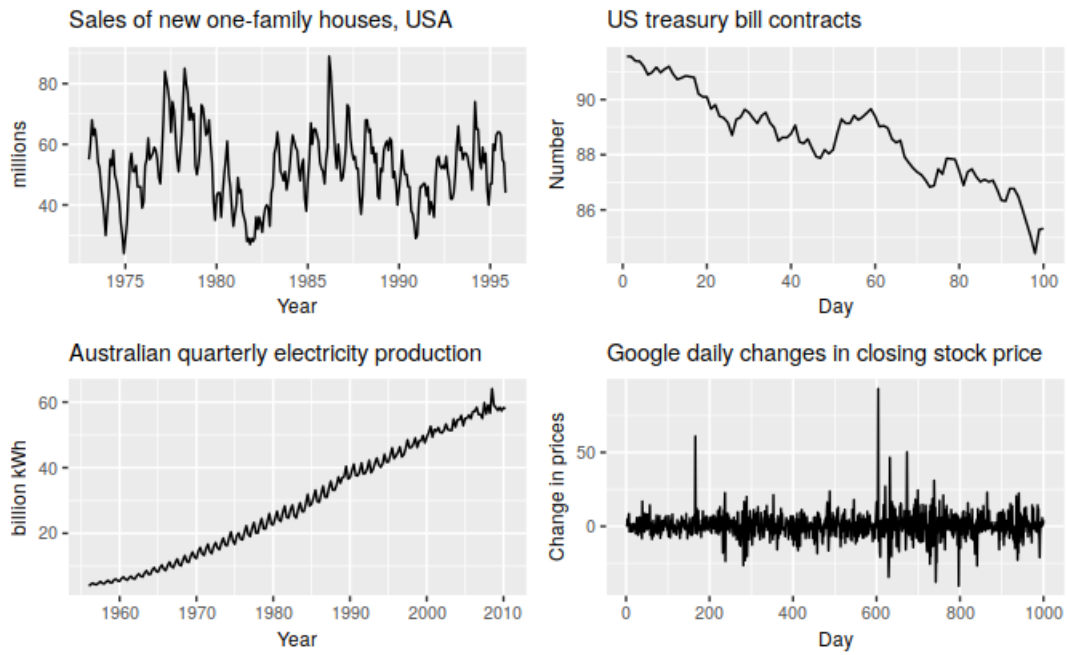 Sales of new one-family houses, USA
millions
80
60
40
1975 1980 1985 1990 1995
Year
US treasury bill contracts
Number
90
88
86
0 20 40 60 80 100
Day
Australian quarterly electricity production
billion kWh
60
40
20
1960 1970 1980 1990 2000 2010
Year
Google daily changes in closing stock price
Change in prices
50
0
0 200 400 600 800 1000
Day